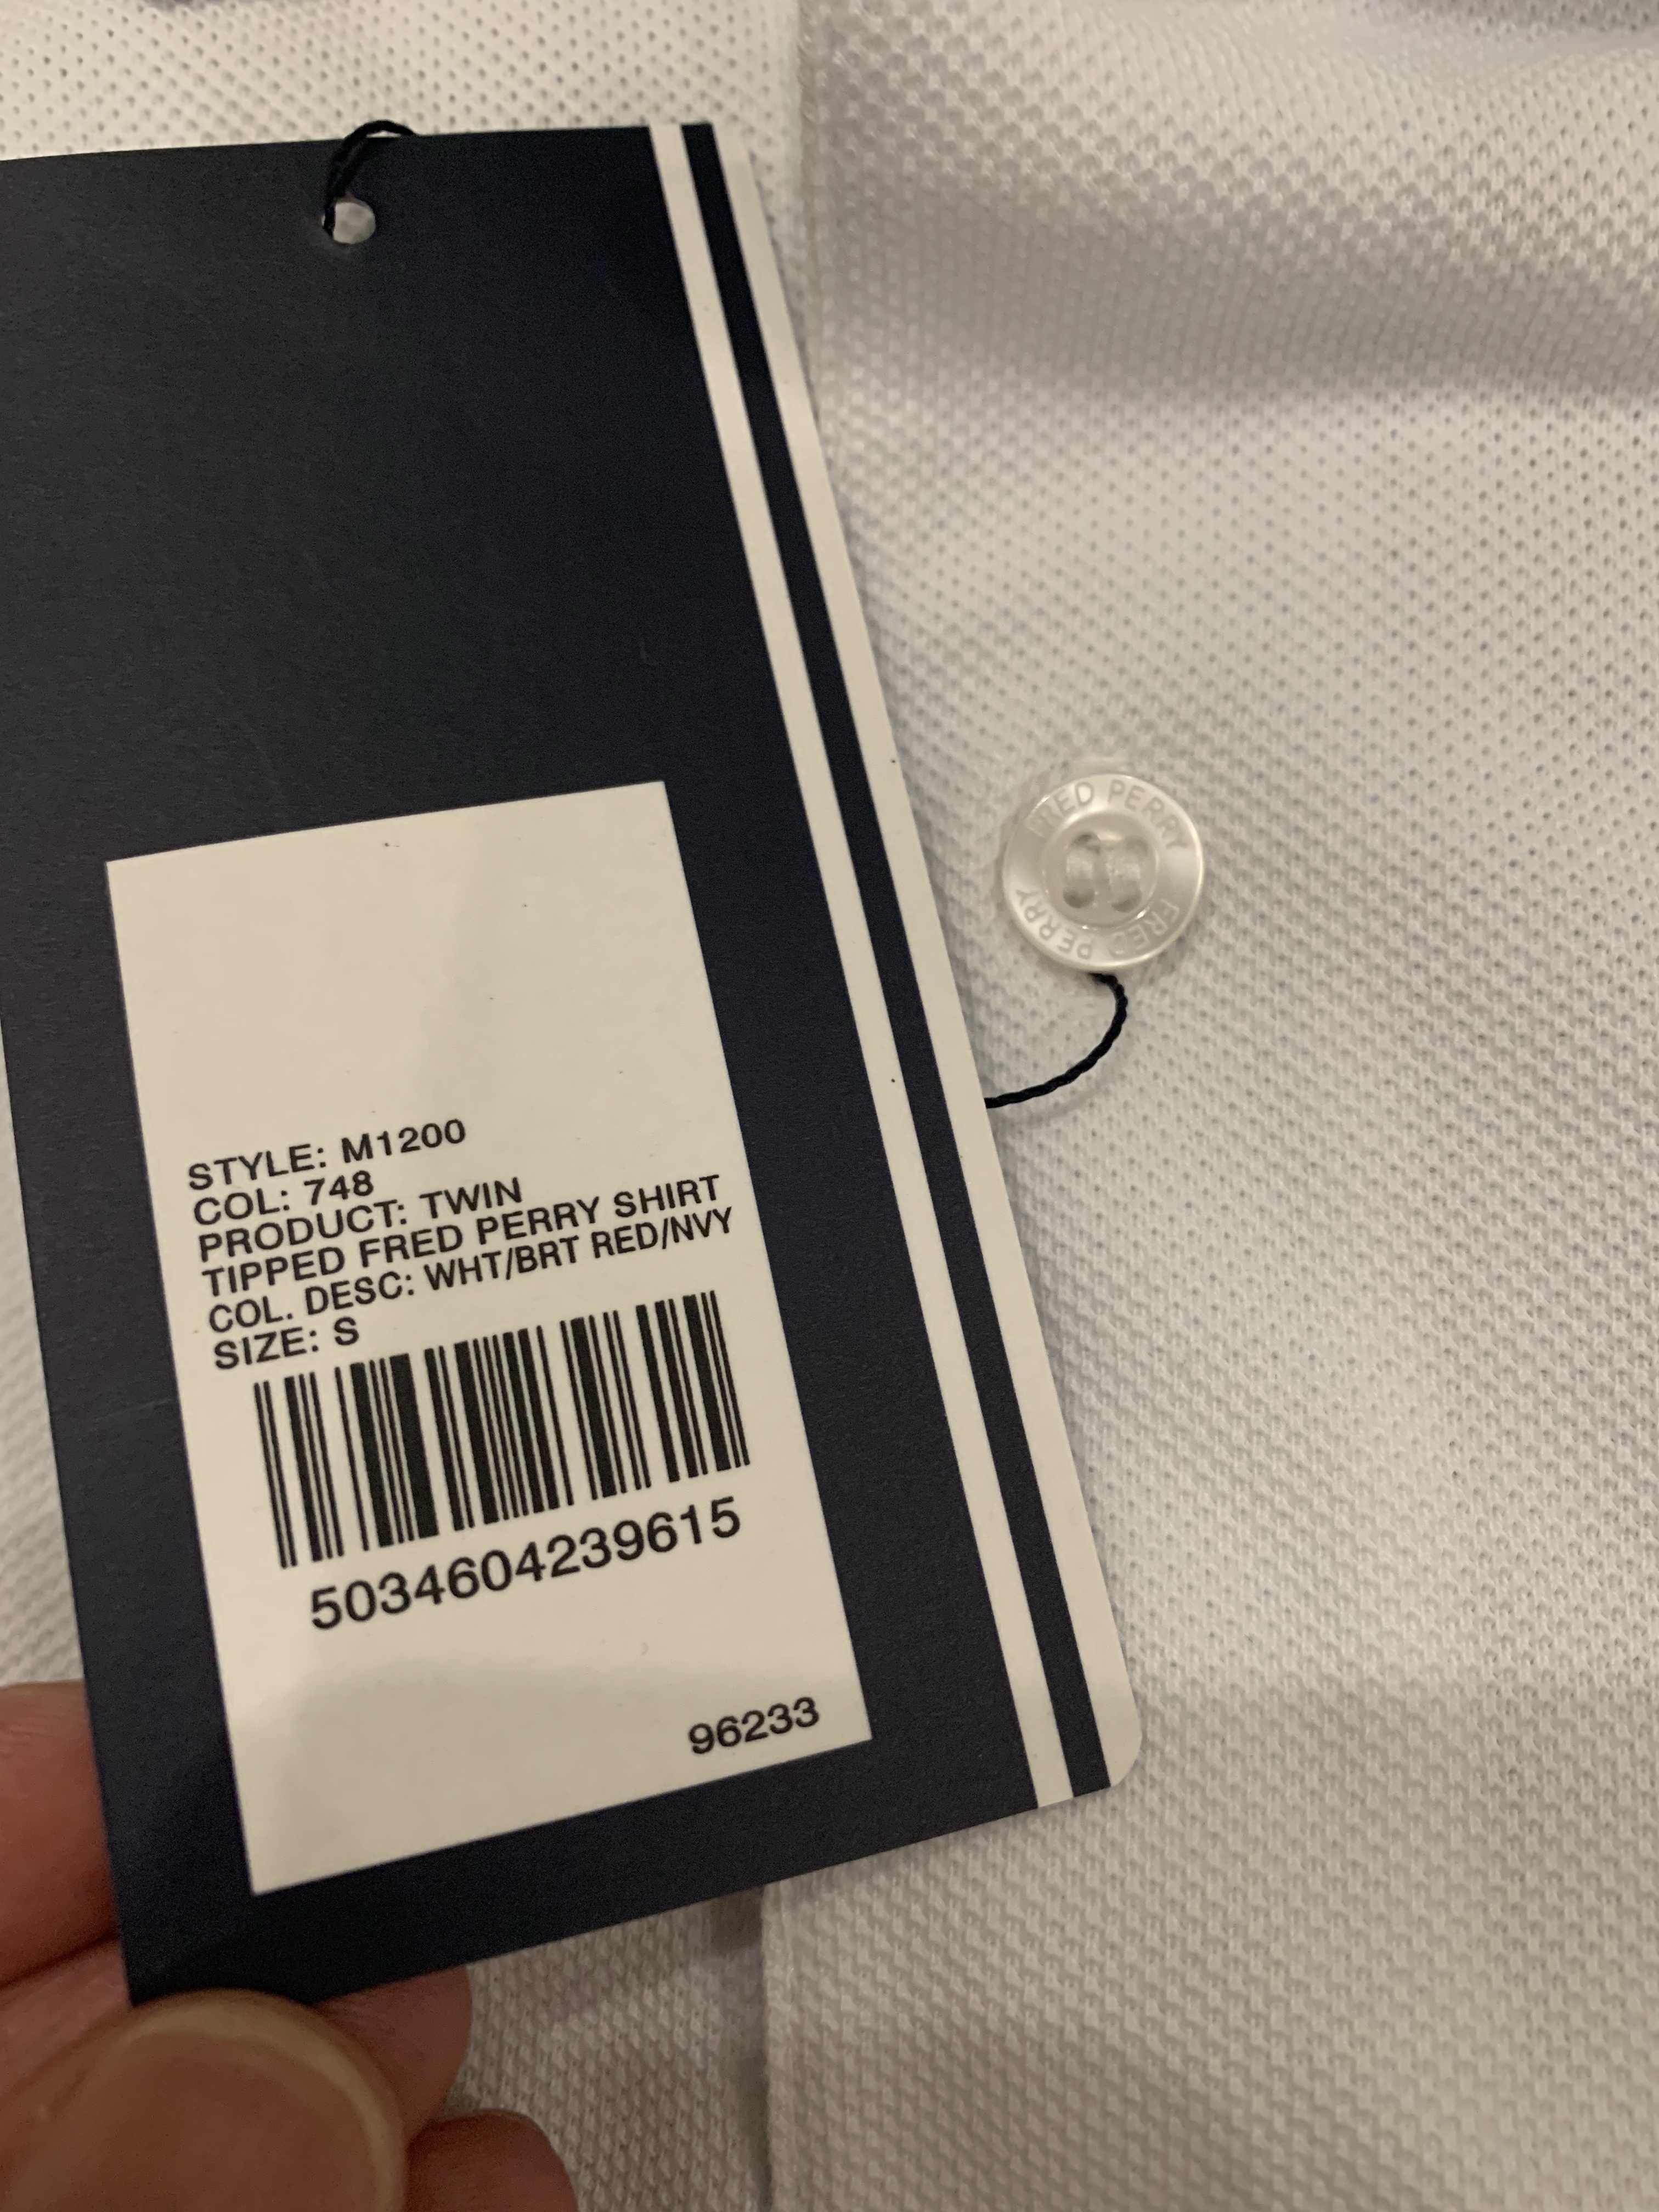 STYLE: M1200
COL: 748
PRODUCT: TWIN
TIPPED FRED PERRY SHIRT
COL. DESC: WHT/BRT RED/NVY
SIZE: S
5034604239615
96233
FRED PERRY
FRED PERRY